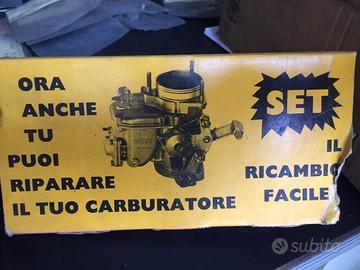 ORA
ANCHE
TU
PUOI
RIPARARE
IL TUO CARBURATORE
SET
IL
RICAMBIO
FACILE
subito